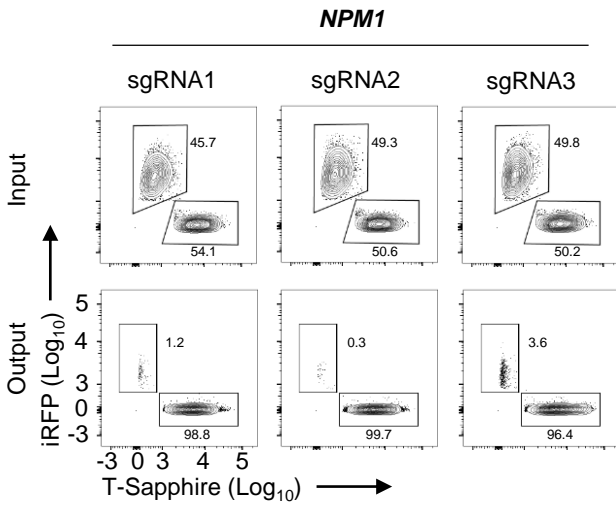 NPM1
sgRNA1 sgRNA2 sgRNA3
Input
45.7 49.3 49.8
54.1 50.6 50.2
Output
iRFP (Log10)
5
4
3
0
-3
1.2 0.3 3.6
98.8 99.7 96.4
-3 0 3 4 5
T-Sapphire (Log10)